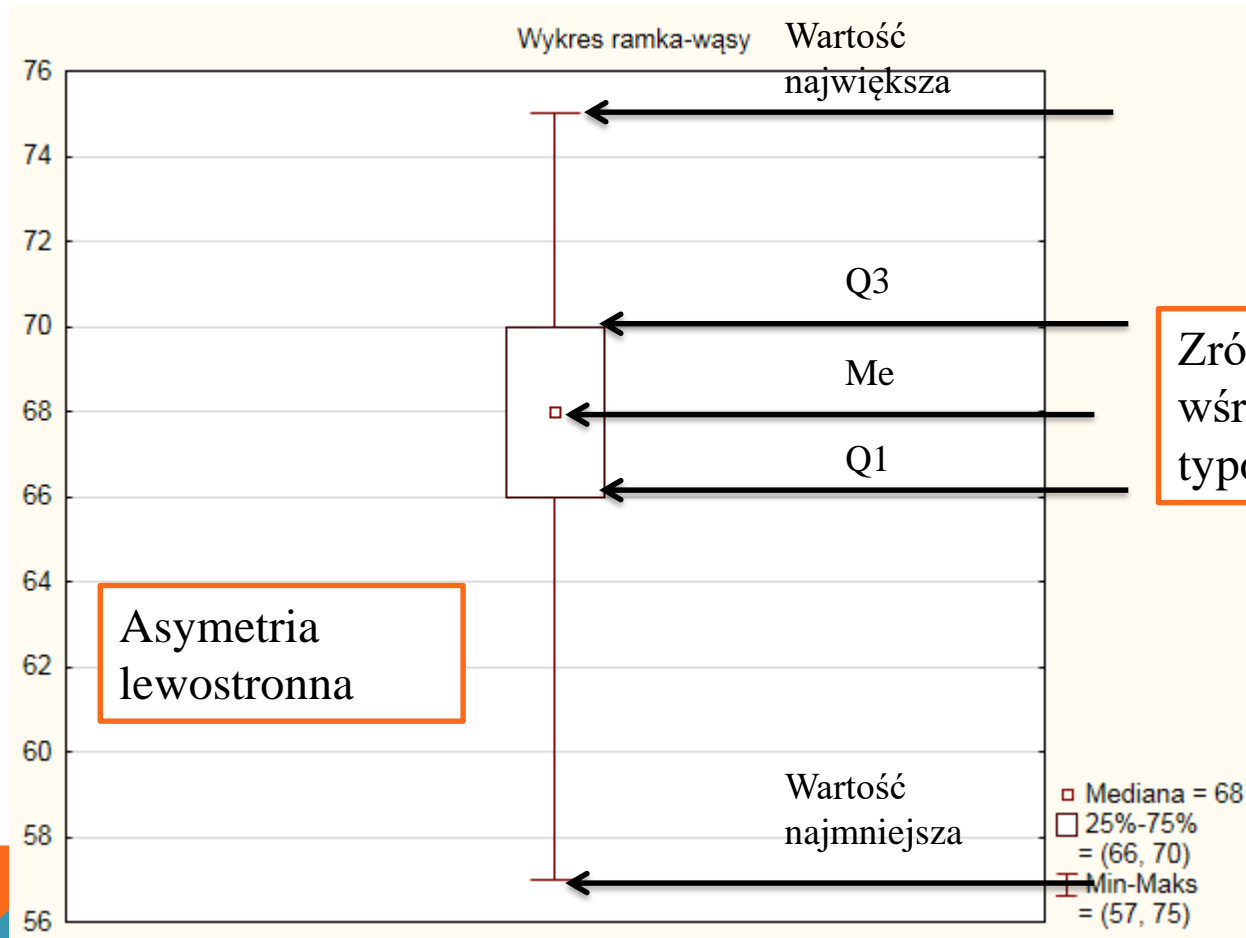 Wykres ramka-wąsy
Wartość
największa
76
74
72
70
68
66
64
62
60
58
56
Q3
Me
Q1
Asymetria
lewostronna
Wartość
najmniejsza
Mediana = 68
25%-75%
= (66, 70)
Min-Maks
= (57, 75)